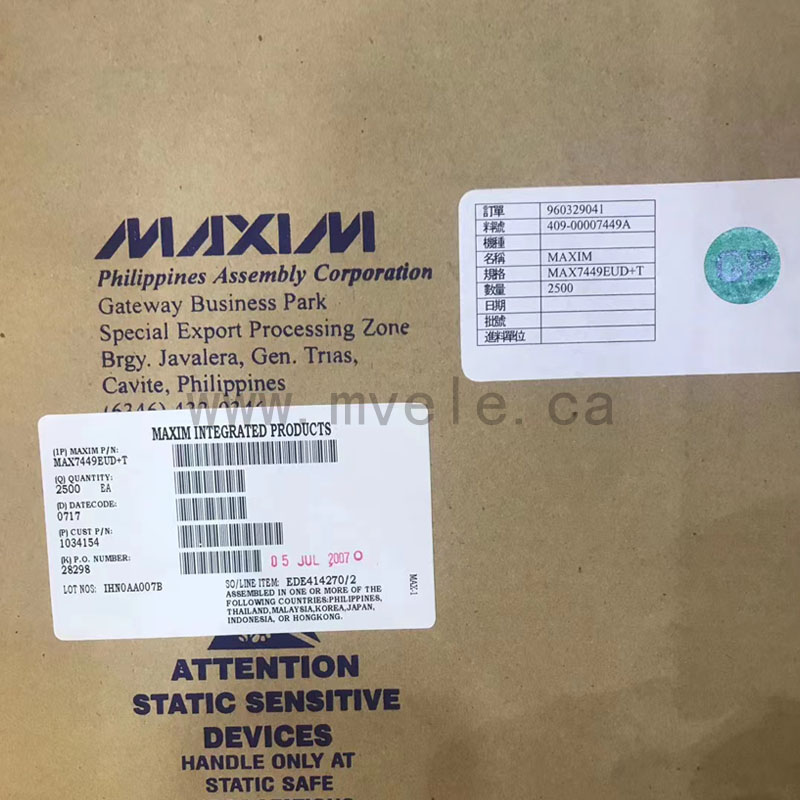 MAXIM
Philippines Assembly Corporation
Gateway Business Park
Special Export Processing Zone
Brgy. Javalera, Gen. Trias,
Cavite, Philippines
www.mvele.ca
訂單 960329041
料號 409-00007449A
機種
名稱 MAXIM
規格 MAX7449EUD+T
數量 2500
日期
批號
進料單位
MAXIM INTEGRATED PRODUCTS
(1P) MAXIM P/N:
MAX7449EUD+T
(Q) QUANTITY:
2500 EA
(D) DATECODE:
0717
(P) CUST P/N:
1034154
(K) P.O. NUMBER:
28298
05 JUL 2007
LOT NOS: IHN0AA007B
SO/LINE ITEM: EDE414270/2
ASSEMBLED IN ONE OR MORE OF THE
FOLLOWING COUNTRIES:PHILIPPINES,
THAILAND,MALAYSIA,KOREA,JAPAN,
INDONESIA, OR HONGKONG.
MAX-1
ATTENTION
STATIC SENSITIVE
DEVICES
HANDLE ONLY AT
STATIC SAFE